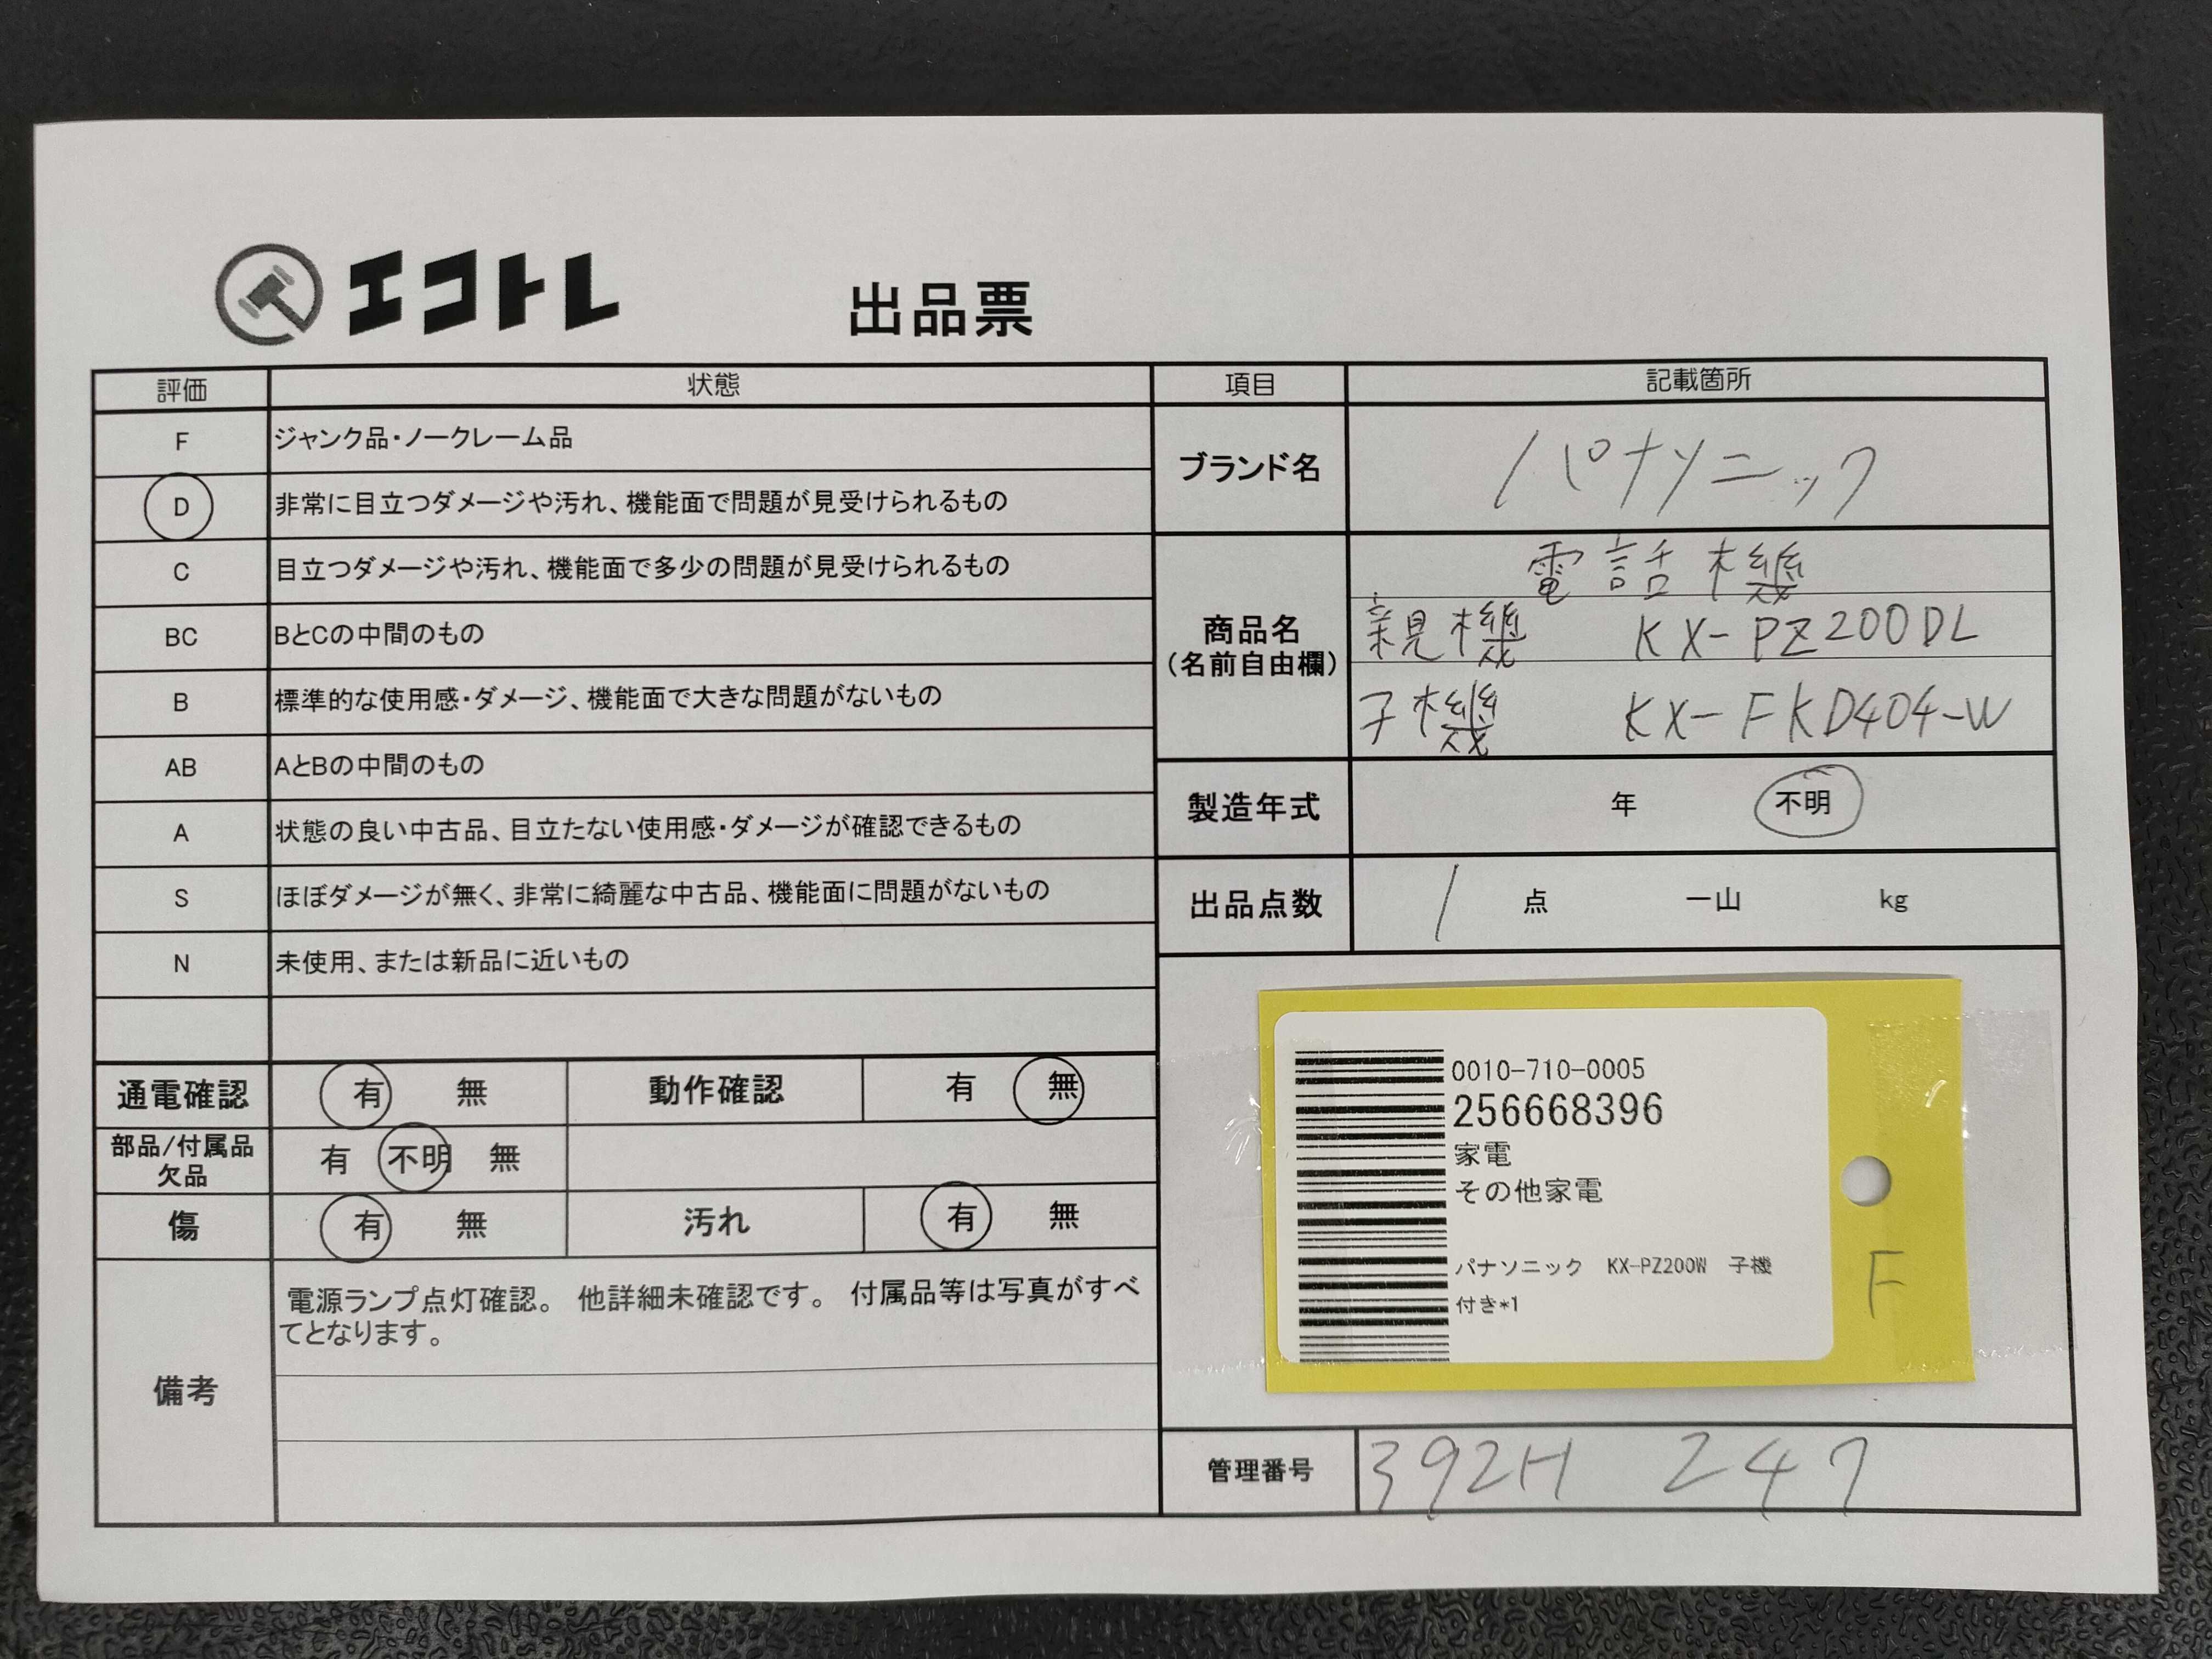 エコトレ 出品票
評価 状態
F ジャンク品・ノークレーム品
D 非常に目立つダメージや汚れ、機能面で問題が見受けられるもの
C 目立つダメージや汚れ、機能面で多少の問題が見受けられるもの
BC BとCの中間のもの
B 標準的な使用感・ダメージ、機能面で大きな問題がないもの
AB AとBの中間のもの
A 状態の良い中古品、目立たない使用感・ダメージが確認できるもの
S ほぼダメージが無く、非常に綺麗な中古品、機能面に問題がないもの
N 未使用、または新品に近いもの
通電確認 有 無 動作確認 有 無
部品/付属品
欠品 有 不明 無
傷 有 無 汚れ 有 無
備考
電源ランプ点灯確認。 他詳細未確認です。 付属品等は写真がすべ
てとなります。
項目 記載箇所
ブランド名 パナソニック
商品名
(名前自由欄)
電話機
親機 KX-PZ200DL
子機 KX-FKD404-W
製造年式 年 不明
出品点数 1 点 一山 kg
0010-710-0005
256668396
家電
その他家電
パナソニック KX-PZ200W 子機
付き*1
F
管理番号 392H 247